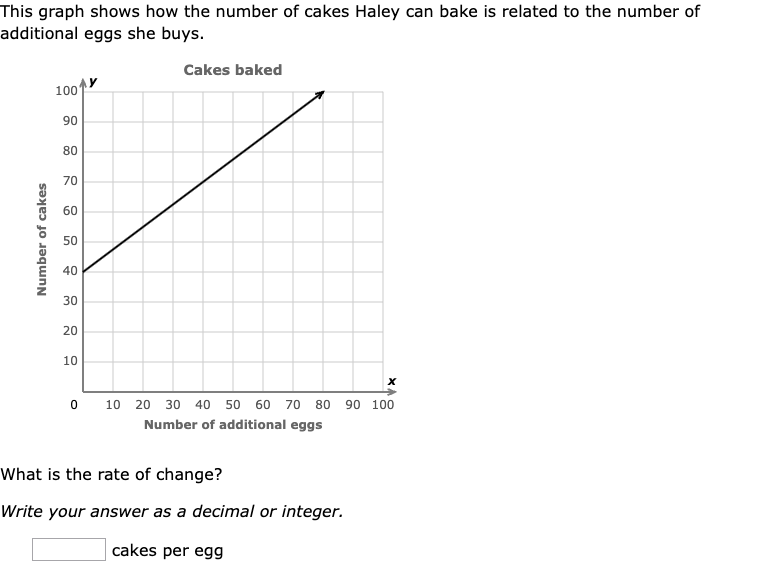 This graph shows how the number of cakes Haley can bake is related to the number of
additional eggs she buys.
Cakes baked
y
100
90
80
70
60
50
40
30
20
10
Number of cakes
x
0 10 20 30 40 50 60 70 80 90 100
Number of additional eggs
What is the rate of change?
Write your answer as a decimal or integer.
cakes per egg